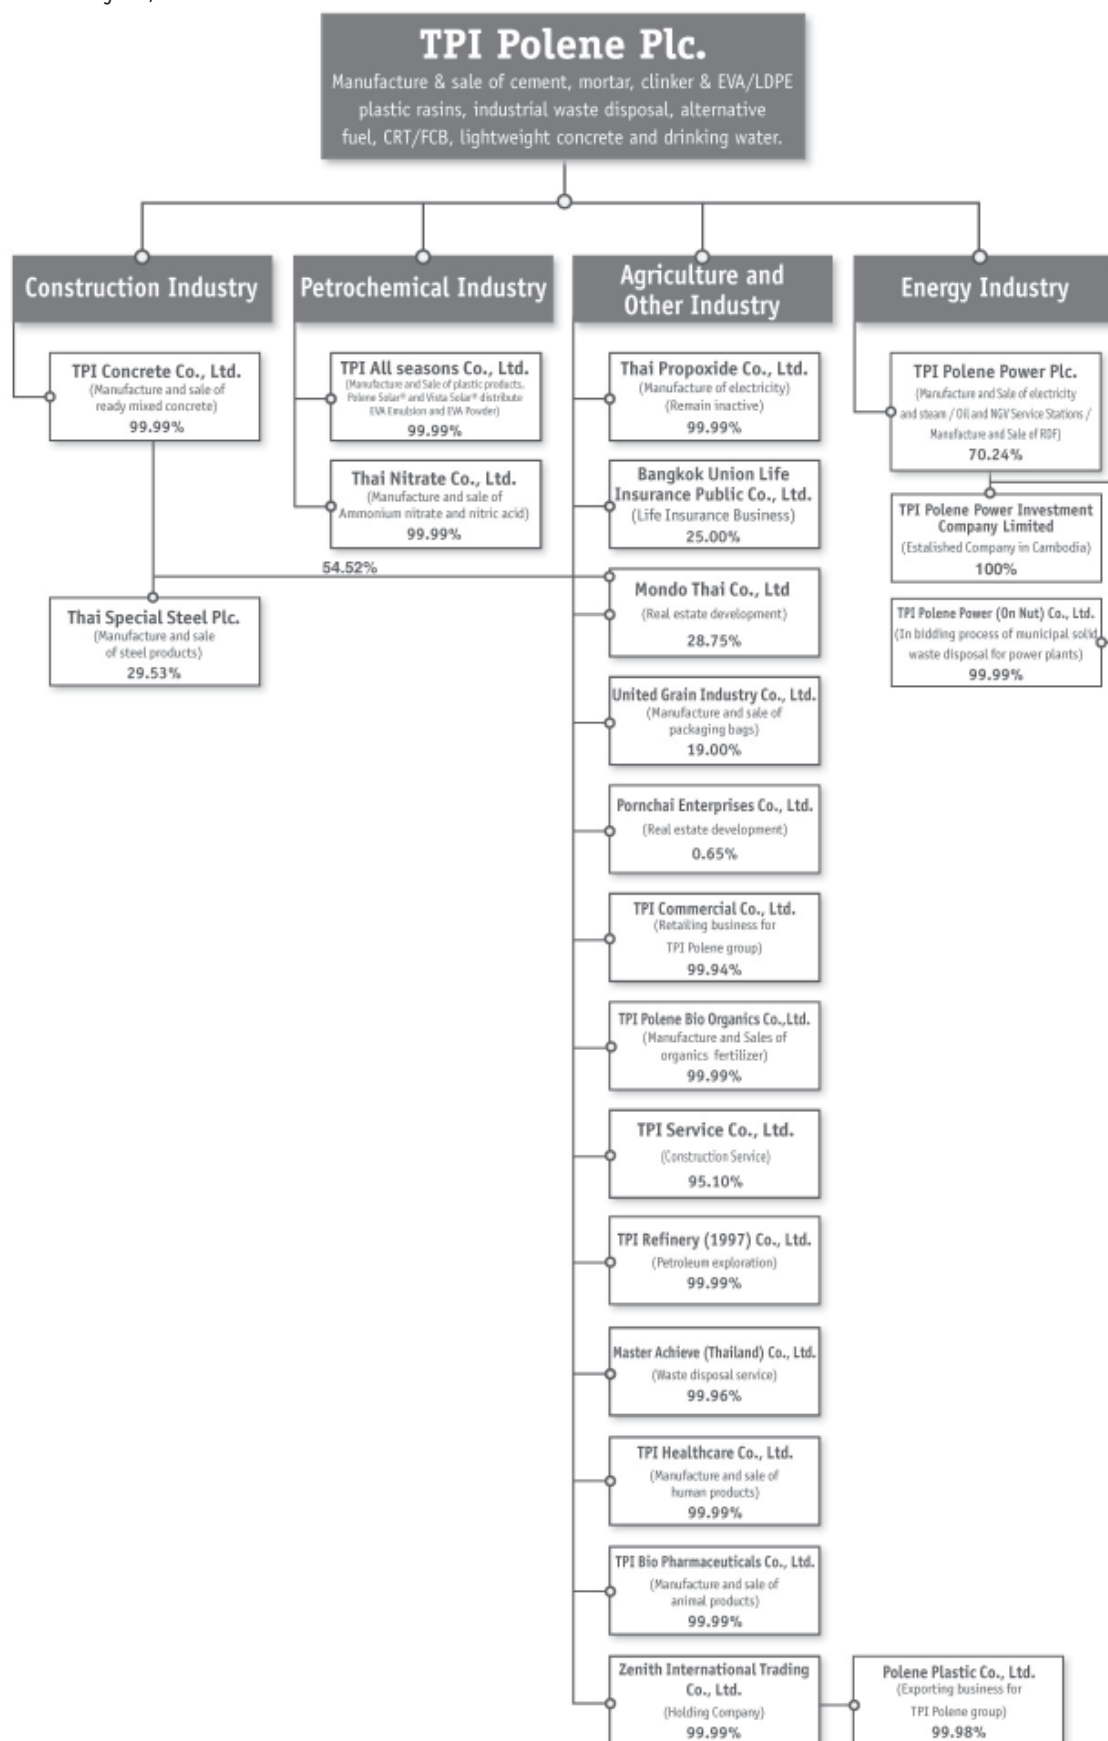 TPI Polene Plc.
Manufacture & sale of cement, mortar, clinker & EVA/LDPE
plastic rasins, industrial waste disposal, alternative
fuel, CRT/FCB, lightweight concrete and drinking water.
Construction Industry
TPI Concrete Co., Ltd.
(Manufacture and sale of
ready mixed concrete)
99.99%
Thai Special Steel Plc.
(Manufacture and sale
of steel products)
29.53%
54.52%
Petrochemical Industry
TPI All seasons Co., Ltd.
(Manufacture and Sale of plastic products.
Polene Solar® and Vista Solar® distribute
EVA Emulsion and EVA Powder)
99.99%
Thai Nitrate Co., Ltd.
(Manufacture and sale of
Ammonium nitrate and nitric acid)
99.99%
Agriculture and
Other Industry
Thai Propoxide Co., Ltd.
(Manufacture of electricity)
(Remain inactive)
99.99%
Bangkok Union Life
Insurance Public Co., Ltd.
(Life Insurance Business)
25.00%
Mondo Thai Co., Ltd
(Real estate development)
28.75%
United Grain Industry Co., Ltd.
(Manufacture and sale of
packaging bags)
19.00%
Pornchai Enterprises Co., Ltd.
(Real estate development)
0.65%
TPI Commercial Co., Ltd.
(Retailing business for
TPI Polene group)
99.94%
TPI Polene Bio Organics Co.,Ltd.
(Manufacture and Sales of
organics fertilizer)
99.99%
TPI Service Co., Ltd.
(Construction Service)
95.10%
TPI Refinery (1997) Co., Ltd.
(Petroleum exploration)
99.99%
Master Achieve (Thailand) Co., Ltd.
(Waste disposal service)
99.96%
TPI Healthcare Co., Ltd.
(Manufacture and sale of
human products)
99.99%
TPI Bio Pharmaceuticals Co., Ltd.
(Manufacture and sale of
animal products)
99.99%
Zenith International Trading
Co., Ltd.
(Holding Company)
99.99%
Polene Plastic Co., Ltd.
(Exporting business for
TPI Polene group)
99.98%
Energy Industry
TPI Polene Power Plc.
(Manufacture and Sale of electricity
and steam / Oil and NGV Service Stations /
Manufacture and Sale of RDF)
70.24%
TPI Polene Power Investment
Company Limited
(Estalished Company in Cambodia)
100%
TPI Polene Power (On Nut) Co., Ltd.
(In bidding process of municipal solid
waste disposal for power plants)
99.99%